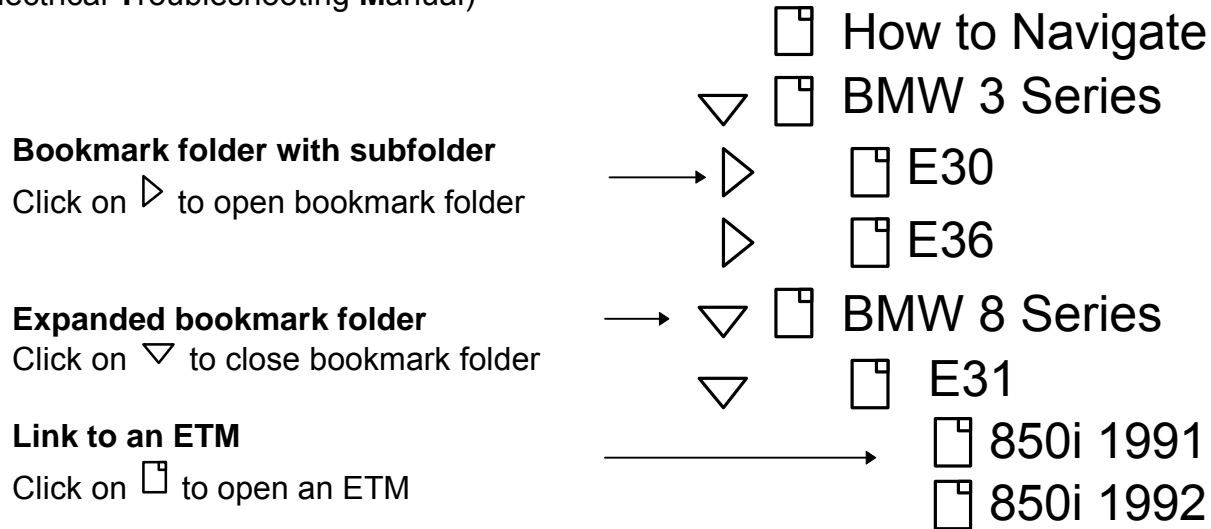 Troubleshooting Manual)
How to Navigate
BMW 3 Series
Bookmark folder with subfolder
Click on ▷ to open bookmark folder
E30
E36
Expanded bookmark folder
Click on ▽ to close bookmark folder
BMW 8 Series
E31
Link to an ETM
Click on to open an ETM
850i 1991
850i 1992